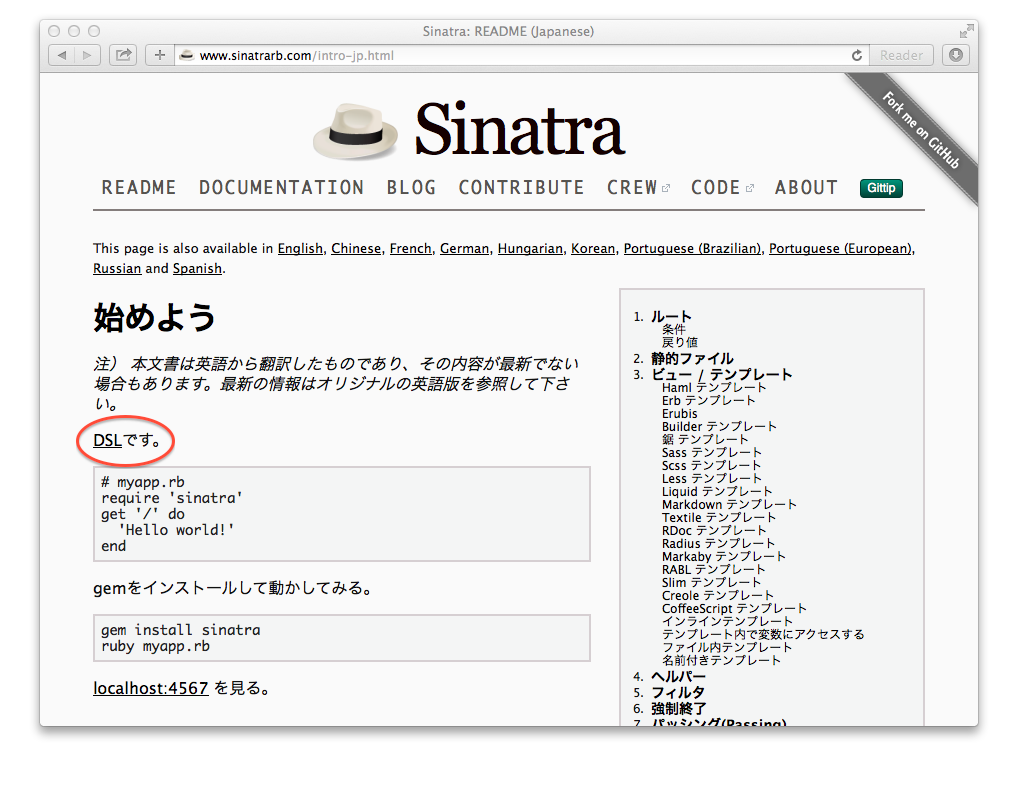 Sinatra: README (Japanese)
www.sinatrarb.com/intro-jp.html
Reader
Fork me on GitHub
Sinatra
README DOCUMENTATION BLOG CONTRIBUTE CREW CODE ABOUT Gittip
This page is also available in English, Chinese, French, German, Hungarian, Korean, Portuguese (Brazilian), Portuguese (European),
Russian and Spanish.
始めよう
注） 本文書は英語から翻訳したものであり、その内容が最新でない
場合もあります。最新の情報はオリジナルの英語版を参照して下さ
い。
DSLです。
# myapp.rb
require 'sinatra'
get '/' do
  'Hello world!'
end
gemをインストールして動かしてみる。
gem install sinatra
ruby myapp.rb
localhost:4567 を見る。
1. ルート
条件
戻り値
2. 静的ファイル
3. ビュー / テンプレート
Haml テンプレート
Erb テンプレート
Erubis
Builder テンプレート
鋸 テンプレート
Sass テンプレート
Scss テンプレート
Less テンプレート
Liquid テンプレート
Markdown テンプレート
Textile テンプレート
RDoc テンプレート
Radius テンプレート
Markaby テンプレート
RABL テンプレート
Slim テンプレート
Creole テンプレート
CoffeeScript テンプレート
インラインテンプレート
テンプレート内で変数にアクセスする
ファイル内テンプレート
名前付きテンプレート
4. ヘルパー
5. フィルタ
6. 強制終了
7. パッシング(Passing)